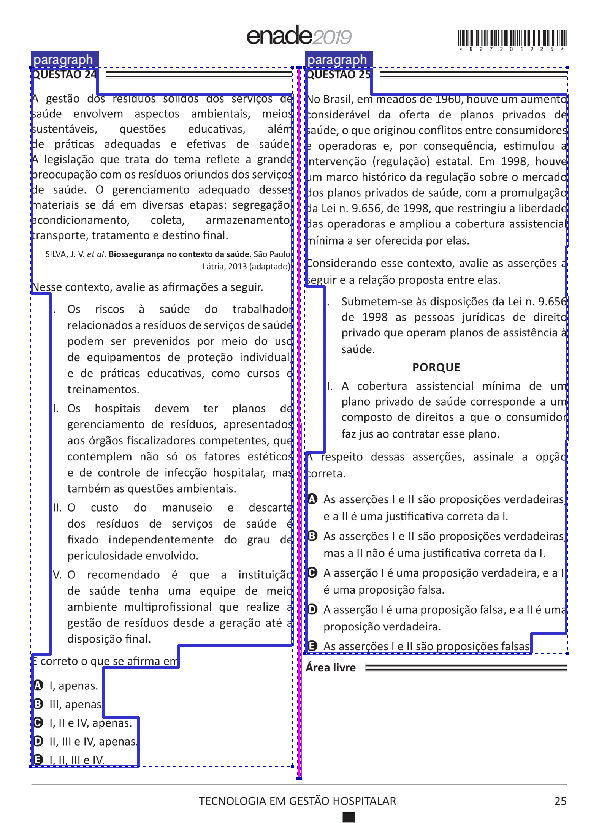 enade2019
paragraph
QUESTÃO 24
A gestão dos resíduos sólidos dos serviços de
saúde envolvem aspectos ambientais, meios
sustentáveis, questões educativas, além
de práticas adequadas e efetivas de saúde.
A legislação que trata do tema reflete a grande
preocupação com os resíduos oriundos dos serviços
de saúde. O gerenciamento adequado desses
materiais se dá em diversas etapas: segregação,
acondicionamento, coleta, armazenamento,
transporte, tratamento e destino final.
SILVA, J. V. et al. Biossegurança no contexto da saúde. São Paulo:
Látria, 2013 (adaptado).
Nesse contexto, avalie as afirmações a seguir.
I. Os riscos à saúde do trabalhador
relacionados a resíduos de serviços de saúde
podem ser prevenidos por meio do uso
de equipamentos de proteção individual,
e de práticas educativas, como cursos e
treinamentos.
II. Os hospitais devem ter planos de
gerenciamento de resíduos, apresentados
aos órgãos fiscalizadores competentes, que
contemplem não só os fatores estéticos
e de controle de infecção hospitalar, mas
também as questões ambientais.
III. O custo do manuseio e descarte
dos resíduos de serviços de saúde é
fixado independentemente do grau de
periculosidade envolvido.
IV. O recomendado é que a instituição
de saúde tenha uma equipe de meio
ambiente multiprofissional que realize a
gestão de resíduos desde a geração até a
disposição final.
É correto o que se afirma em
A I, apenas.
B III, apenas.
C I, II e IV, apenas.
D II, III e IV, apenas.
E I, II, III e IV.
paragraph
QUESTÃO 25
No Brasil, em meados de 1960, houve um aumento
considerável da oferta de planos privados de
saúde, o que originou conflitos entre consumidores
e operadoras e, por consequência, estimulou a
intervenção (regulação) estatal. Em 1998, houve
um marco histórico da regulação sobre o mercado
dos planos privados de saúde, com a promulgação
da Lei n. 9.656, de 1998, que restringiu a liberdade
das operadoras e ampliou a cobertura assistencial
mínima a ser oferecida por elas.
Considerando esse contexto, avalie as asserções a
seguir e a relação proposta entre elas.
I. Submetem-se às disposições da Lei n. 9.656
de 1998 as pessoas jurídicas de direito
privado que operam planos de assistência à
saúde.
PORQUE
II. A cobertura assistencial mínima de um
plano privado de saúde corresponde a um
composto de direitos a que o consumidor
faz jus ao contratar esse plano.
A respeito dessas asserções, assinale a opção
correta.
A As asserções I e II são proposições verdadeiras,
e a II é uma justificativa correta da I.
B As asserções I e II são proposições verdadeiras,
mas a II não é uma justificativa correta da I.
C A asserção I é uma proposição verdadeira, e a II
é uma proposição falsa.
D A asserção I é uma proposição falsa, e a II é uma
proposição verdadeira.
E As asserções I e II são proposições falsas.
Área livre
TECNOLOGIA EM GESTÃO HOSPITALAR
25